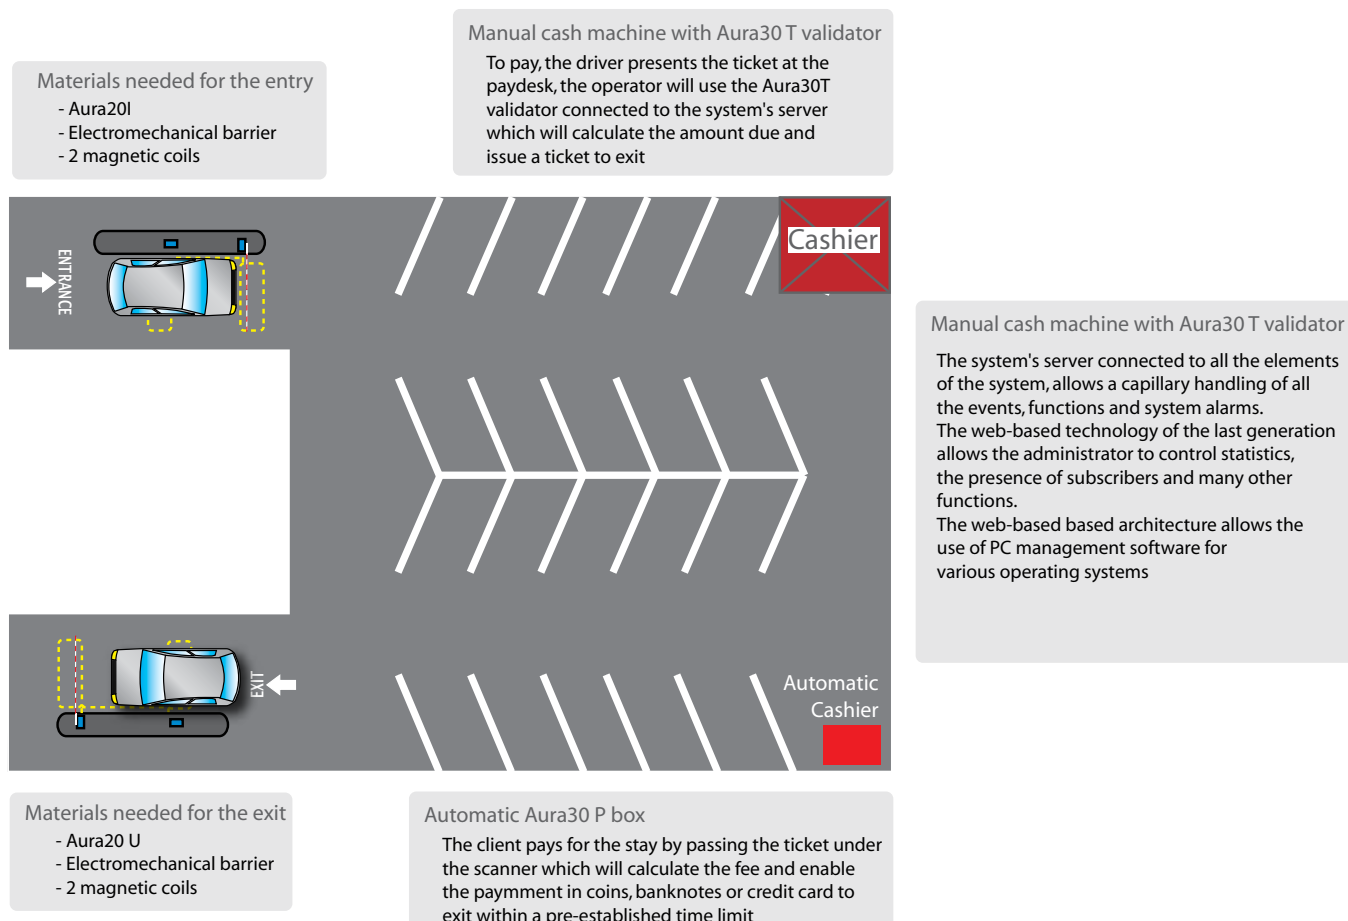 Manual cash machine with Aura30 T validator
To pay, the driver presents the ticket at the
paydesk, the operator will use the Aura30T
validator connected to the system's server
which will calculate the amount due and
issue a ticket to exit
Materials needed for the entry
- Aura20I
- Electromechanical barrier
- 2 magnetic coils
ENTRANCE
Cashier
Manual cash machine with Aura30 T validator
The system's server connected to all the elements
of the system, allows a capillary handling of all
the events, functions and system alarms.
The web-based technology of the last generation
allows the administrator to control statistics,
the presence of subscribers and many other
functions.
The web-based based architecture allows the
use of PC management software for
various operating systems
EXIT
Automatic
Cashier
Materials needed for the exit
- Aura20 U
- Electromechanical barrier
- 2 magnetic coils
Automatic Aura30 P box
The client pays for the stay by passing the ticket under
the scanner which will calculate the fee and enable
the paymment in coins, banknotes or credit card to
exit within a pre-established time limit